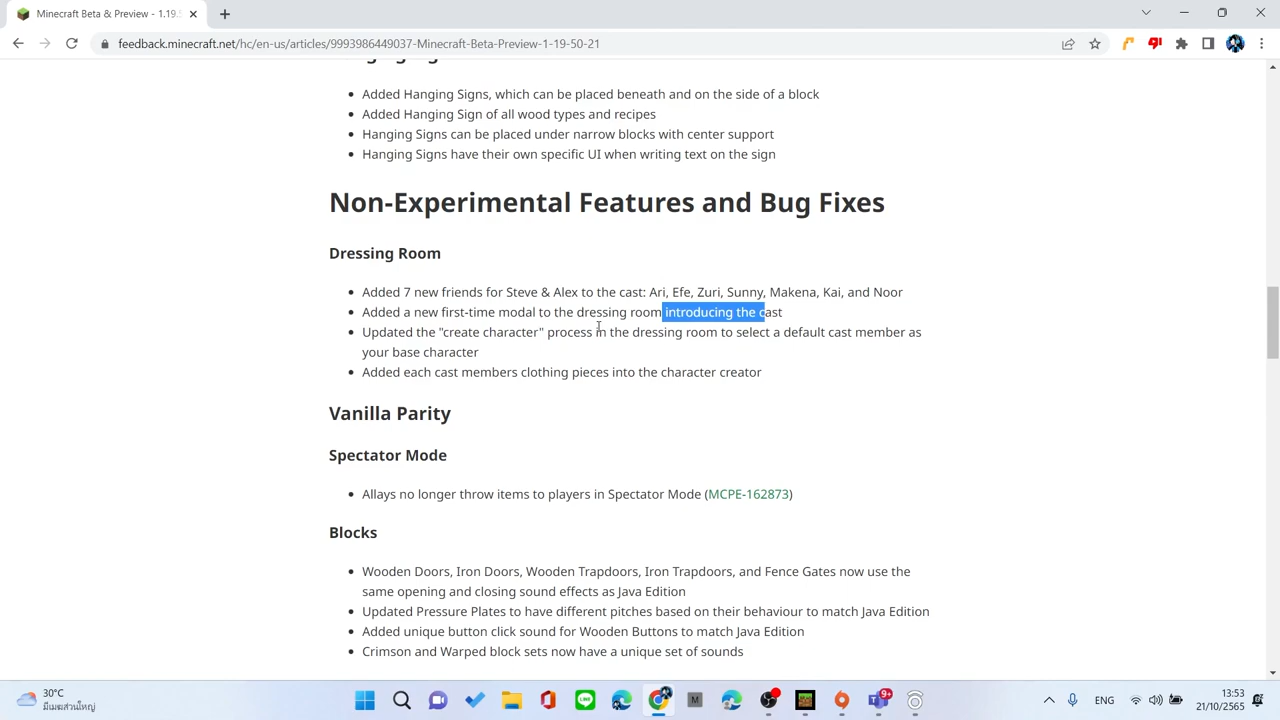 Minecraft Beta & Preview - 1.19.5
feedback.minecraft.net/hc/en-us/articles/9993986449037-Minecraft-Beta-Preview-1-19-50-21
Added Hanging Signs, which can be placed beneath and on the side of a block
Added Hanging Sign of all wood types and recipes
Hanging Signs can be placed under narrow blocks with center support
Hanging Signs have their own specific UI when writing text on the sign
Non-Experimental Features and Bug Fixes
Dressing Room
Added 7 new friends for Steve & Alex to the cast: Ari, Efe, Zuri, Sunny, Makena, Kai, and Noor
Added a new first-time modal to the dressing room introducing the cast
Updated the "create character" process in the dressing room to select a default cast member as
your base character
Added each cast members clothing pieces into the character creator
Vanilla Parity
Spectator Mode
Allays no longer throw items to players in Spectator Mode (MCPE-162873)
Blocks
Wooden Doors, Iron Doors, Wooden Trapdoors, Iron Trapdoors, and Fence Gates now use the
same opening and closing sound effects as Java Edition
Updated Pressure Plates to have different pitches based on their behaviour to match Java Edition
Added unique button click sound for Wooden Buttons to match Java Edition
Crimson and Warped block sets now have a unique set of sounds
30°C
มีเมฆส่วนใหญ่
LINE
M
9+
ENG
13:53
21/10/2565